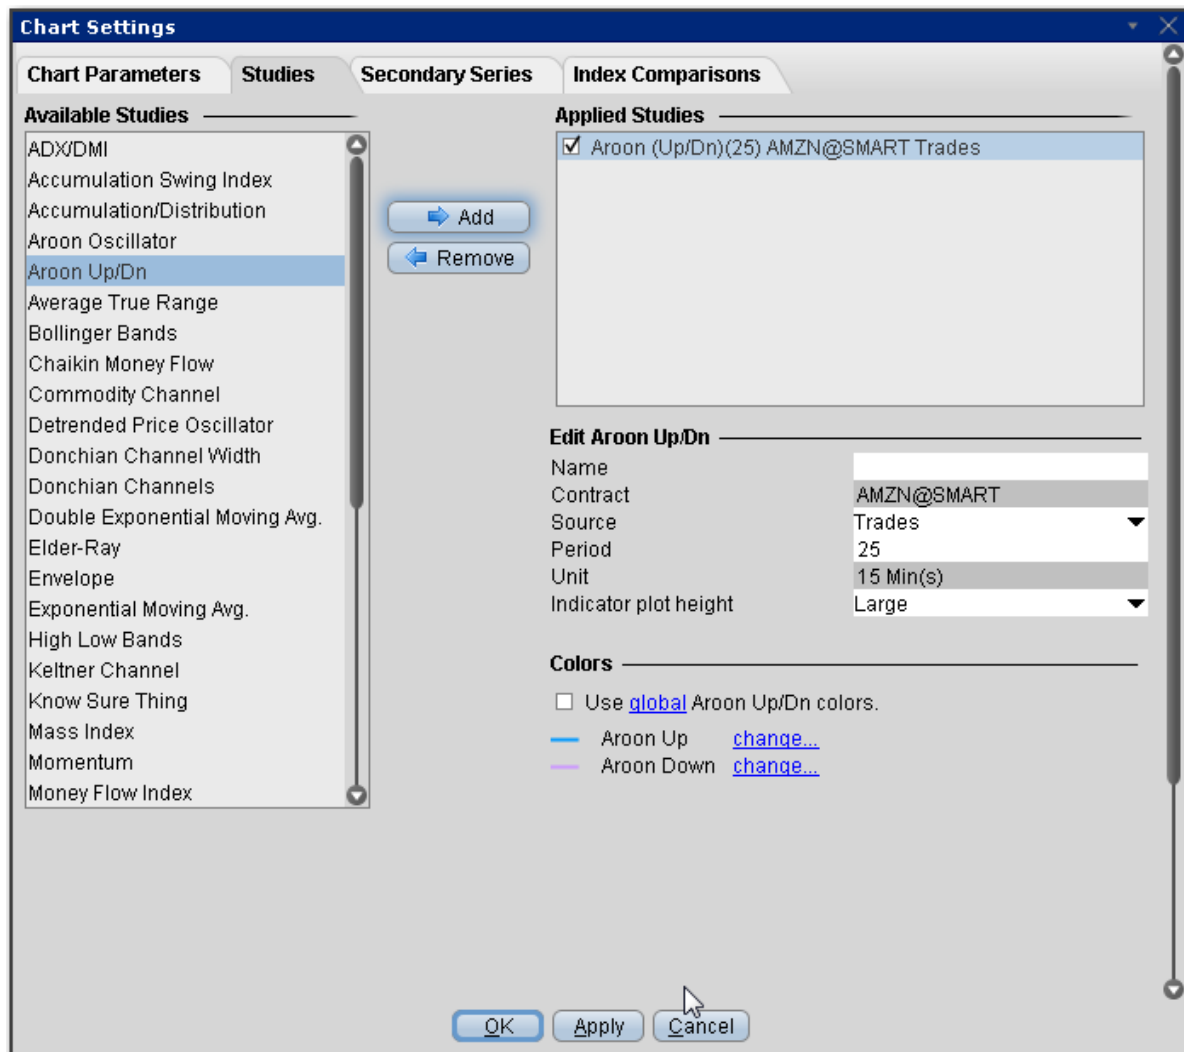 Chart Settings
Chart Parameters
Studies
Secondary Series
Index Comparisons
Available Studies
ADX/DMI
Accumulation Swing Index
Accumulation/Distribution
Aroon Oscillator
Aroon Up/Dn
Average True Range
Bollinger Bands
Chaikin Money Flow
Commodity Channel
Detrended Price Oscillator
Donchian Channel Width
Donchian Channels
Double Exponential Moving Avg.
Elder-Ray
Envelope
Exponential Moving Avg.
High Low Bands
Keltner Channel
Know Sure Thing
Mass Index
Momentum
Money Flow Index
Add
Remove
Applied Studies
Aroon (Up/Dn)(25) AMZN@SMART Trades
Edit Aroon Up/Dn
Name
Contract AMZN@SMART
Source Trades
Period 25
Unit 15 Min(s)
Indicator plot height Large
Colors
Use global Aroon Up/Dn colors.
Aroon Up change...
Aroon Down change...
OK
Apply
Cancel